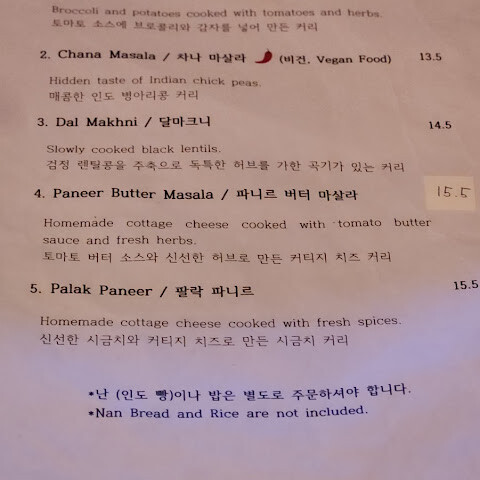 Broccoli and potatoes cooked with tomatoes and herbs.
토마토 소스에 브로콜리와 감자를 넣어 만든 커리
2. Chana Masala / 차나 마살라 (비건, Vegan Food) 13.5
Hidden taste of Indian chick peas.
매콤한 인도 병아리콩 커리
3. Dal Makhni / 달마크니 14.5
Slowly cooked black lentils.
검정 렌틸콩을 주축으로 독특한 허브를 가한 곡기가 있는 커리
4. Paneer Butter Masala / 파니르 버터 마살라 15.5
Homemade cottage cheese cooked with tomato butter
sauce and fresh herbs.
토마토 버터 소스와 신선한 허브로 만든 커티지 치즈 커리
5. Palak Paneer / 팔락 파니르 15.5
Homemade cottage cheese cooked with fresh spices.
신선한 시금치와 커티지 치즈로 만든 시금치 커리
*난 (인도 빵)이나 밥은 별도로 주문하셔야 합니다.
*Nan Bread and Rice are not included.